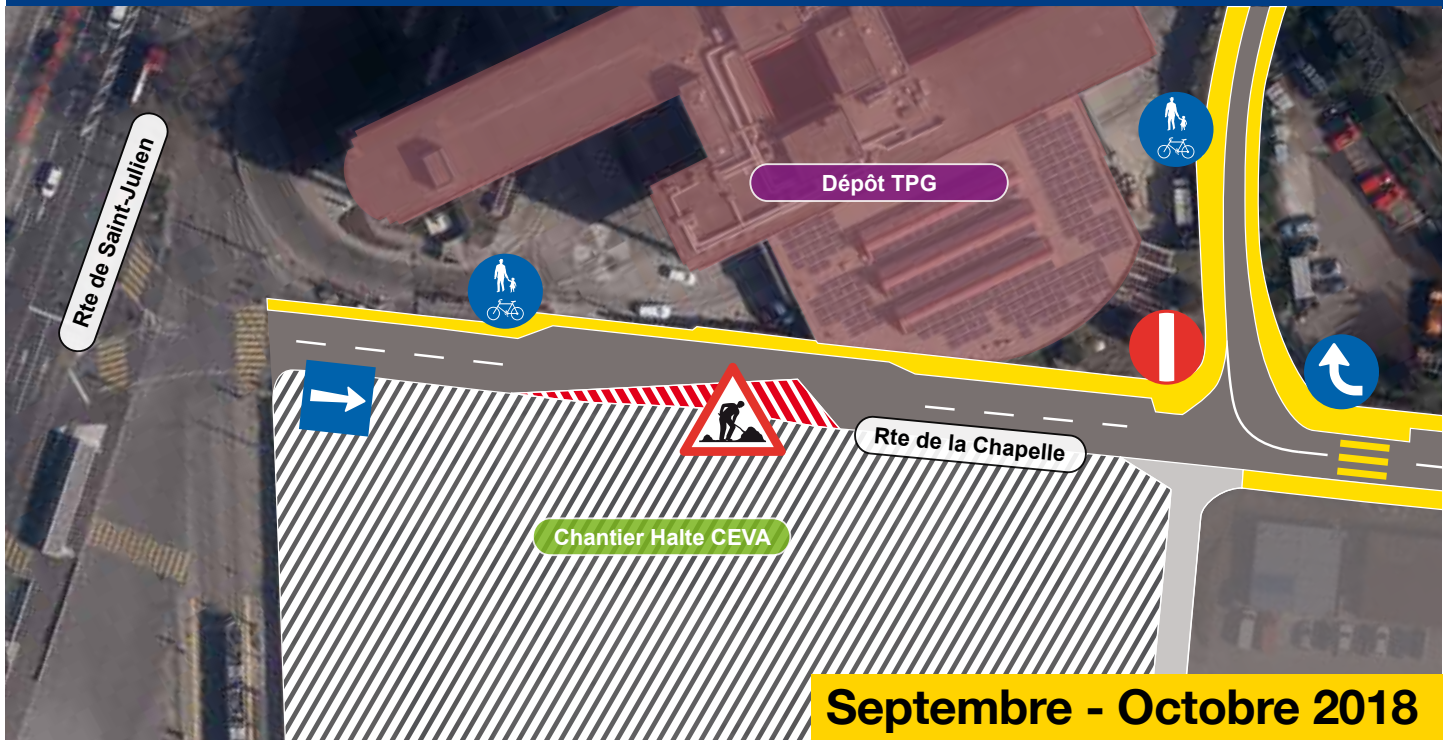 Rte de Saint-Julien
Dépôt TPG
Rte de la Chapelle
Chantier Halte CEVA
Septembre - Octobre 2018